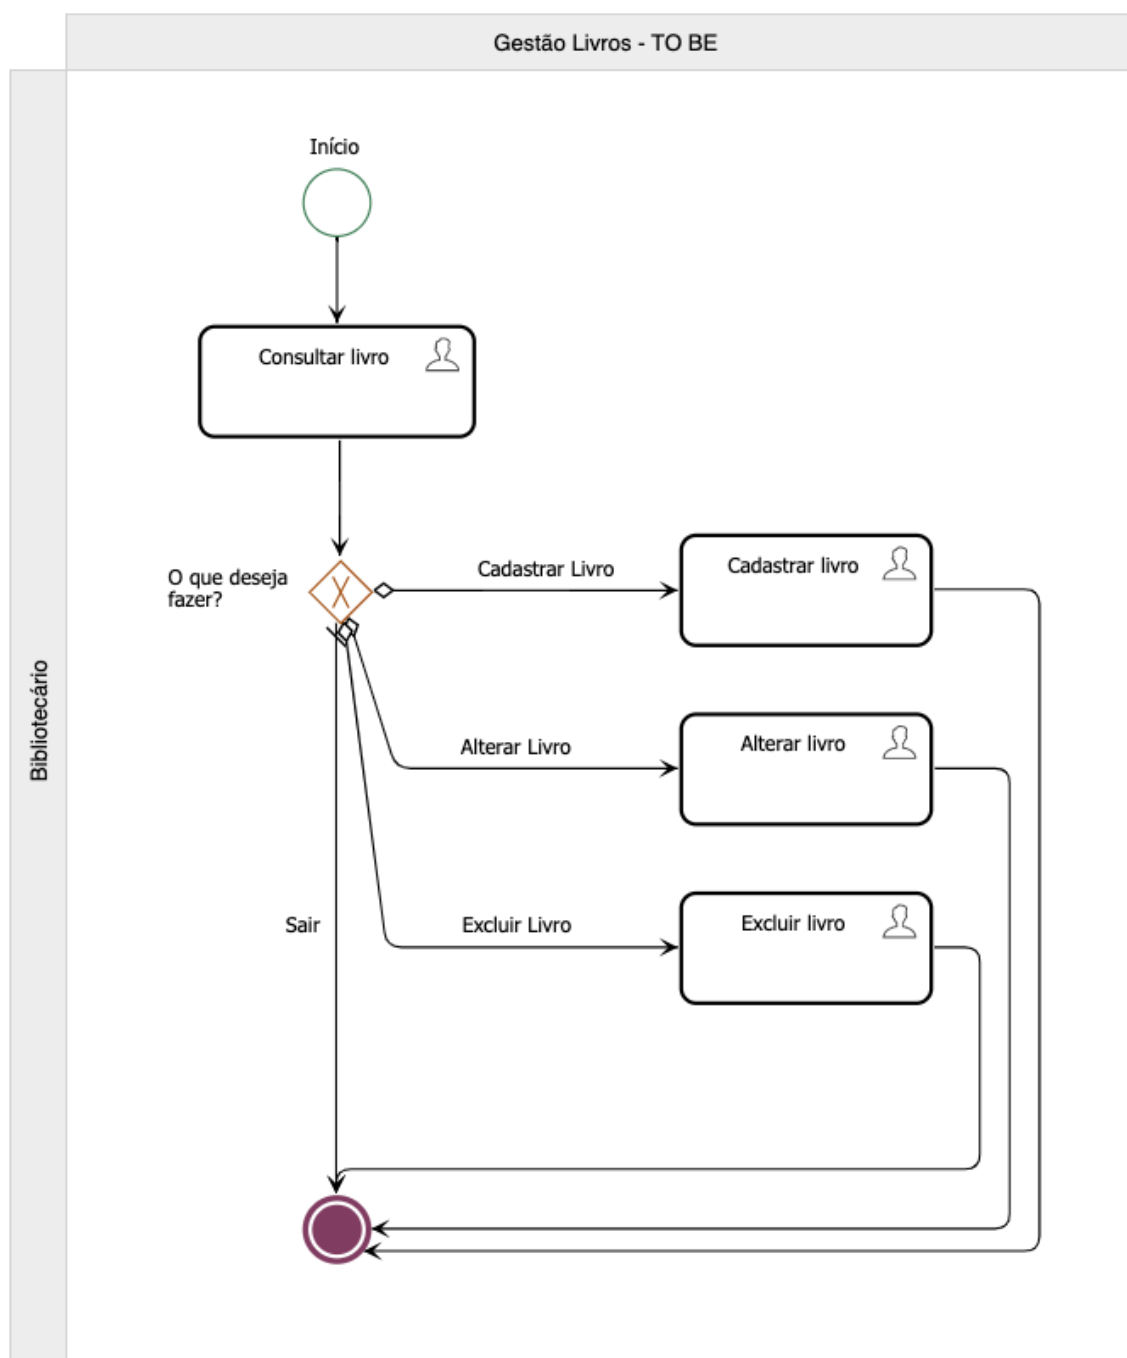 Gestão Livros - TO BE
Bibliotecário
Início
Consultar livro
O que deseja
fazer?
Cadastrar Livro
Cadastrar livro
Alterar Livro
Alterar livro
Sair
Excluir Livro
Excluir livro